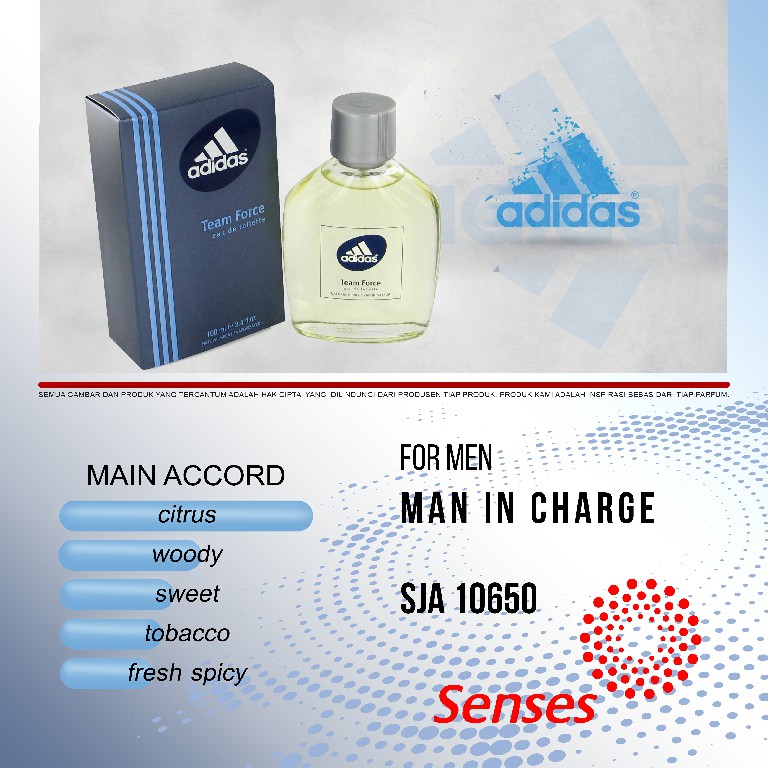 adidas
Team Force
eau de toilette
adidas
Team Force
adidas®
adidas
SEMUA GAMBAR DAN PRODUK YANG TERCANTUM ADALAH HAK CIPTA YANG DILINDUNGI DARI PRODUSEN TIAP PRODUK. PRODUK KAMI ADALAH INSPIRASI BEBAS DARI TIAP PARFUM.
MAIN ACCORD
citrus
woody
sweet
tobacco
fresh spicy
FOR MEN
MAN IN CHARGE
SJA 10650
Senses